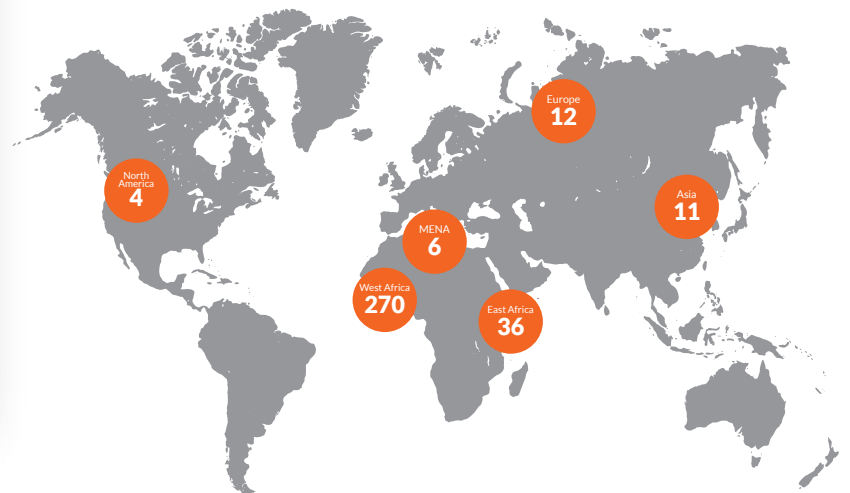 Europe
12
North
America
4
Asia
11
MENA
6
West Africa
270
East Africa
36